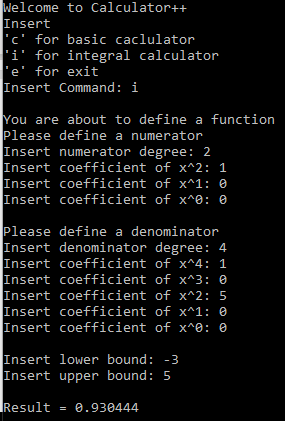 Welcome to Calculator++
Insert
'c' for basic caclulator
'i' for integral calculator
'e' for exit
Insert Command: i
You are about to define a function
Please define a numerator
Insert numerator degree: 2
Insert coefficient of x^2: 1
Insert coefficient of x^1: 0
Insert coefficient of x^0: 0
Please define a denominator
Insert denominator degree: 4
Insert coefficient of x^4: 1
Insert coefficient of x^3: 0
Insert coefficient of x^2: 5
Insert coefficient of x^1: 0
Insert coefficient of x^0: 0
Insert lower bound: -3
Insert upper bound: 5
Result = 0.930444